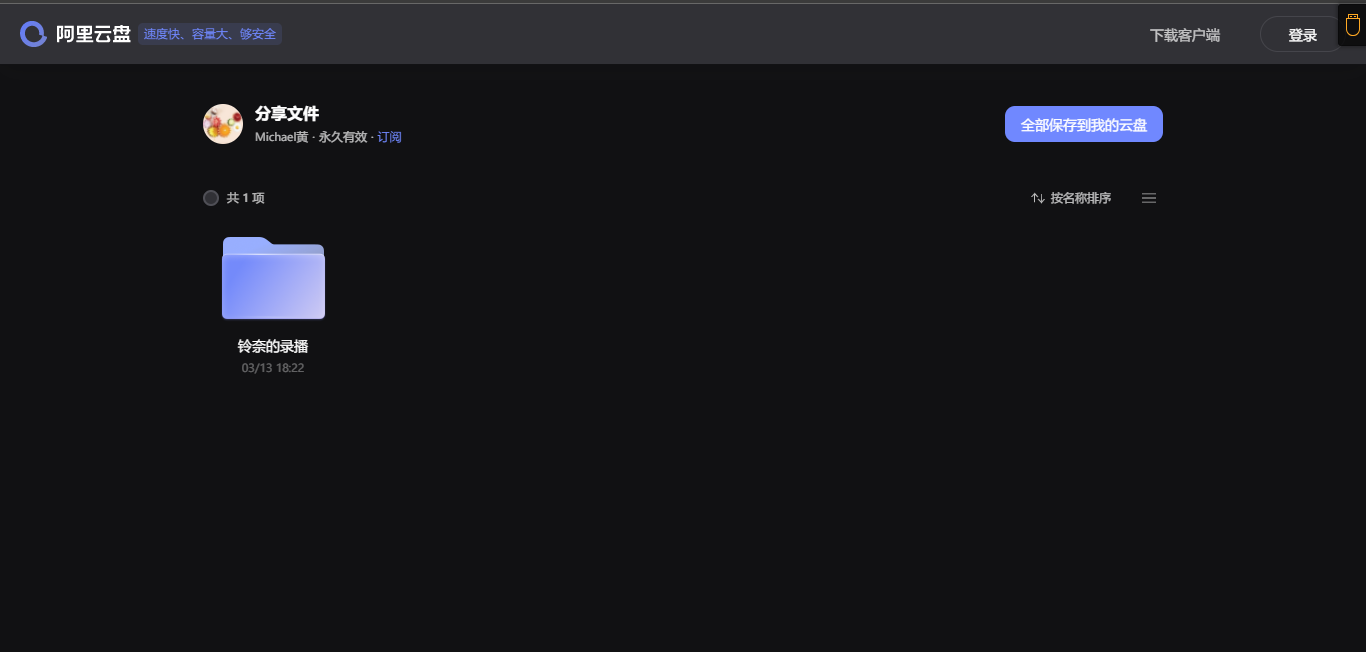 阿里云盘 速度快、容量大、够安全 下载客户端 登录
分享文件
Michael黄 · 永久有效 · 订阅
全部保存到我的云盘
共 1 项 按名称排序
铃奈的录播
03/13 18:22